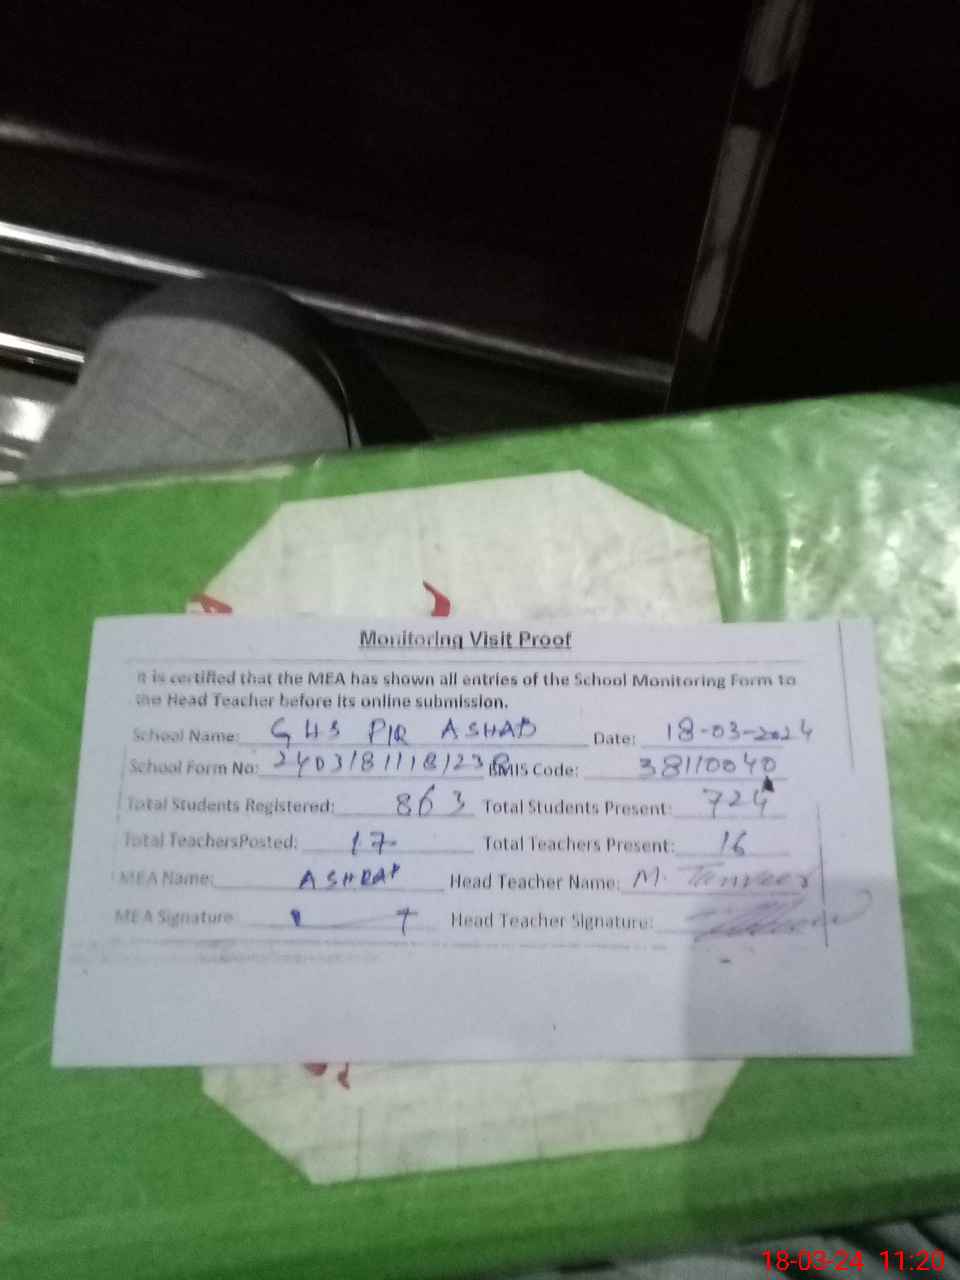 Monitoring Visit Proof
It is certified that the MEA has shown all entries of the School Monitoring Form to
the Head Teacher before its online submission.
School Name: GHS PIR ASHAB Date: 18-03-2024
School Form No: EMIS Code: 38110040
Total Students Registered: 863 Total Students Present: 724
Total TeachersPosted: 17 Total Teachers Present: 16
MEA Name: ASHRAF Head Teacher Name: M. Tanveer
MEA Signature Head Teacher Signature:
18-03-24 11:20